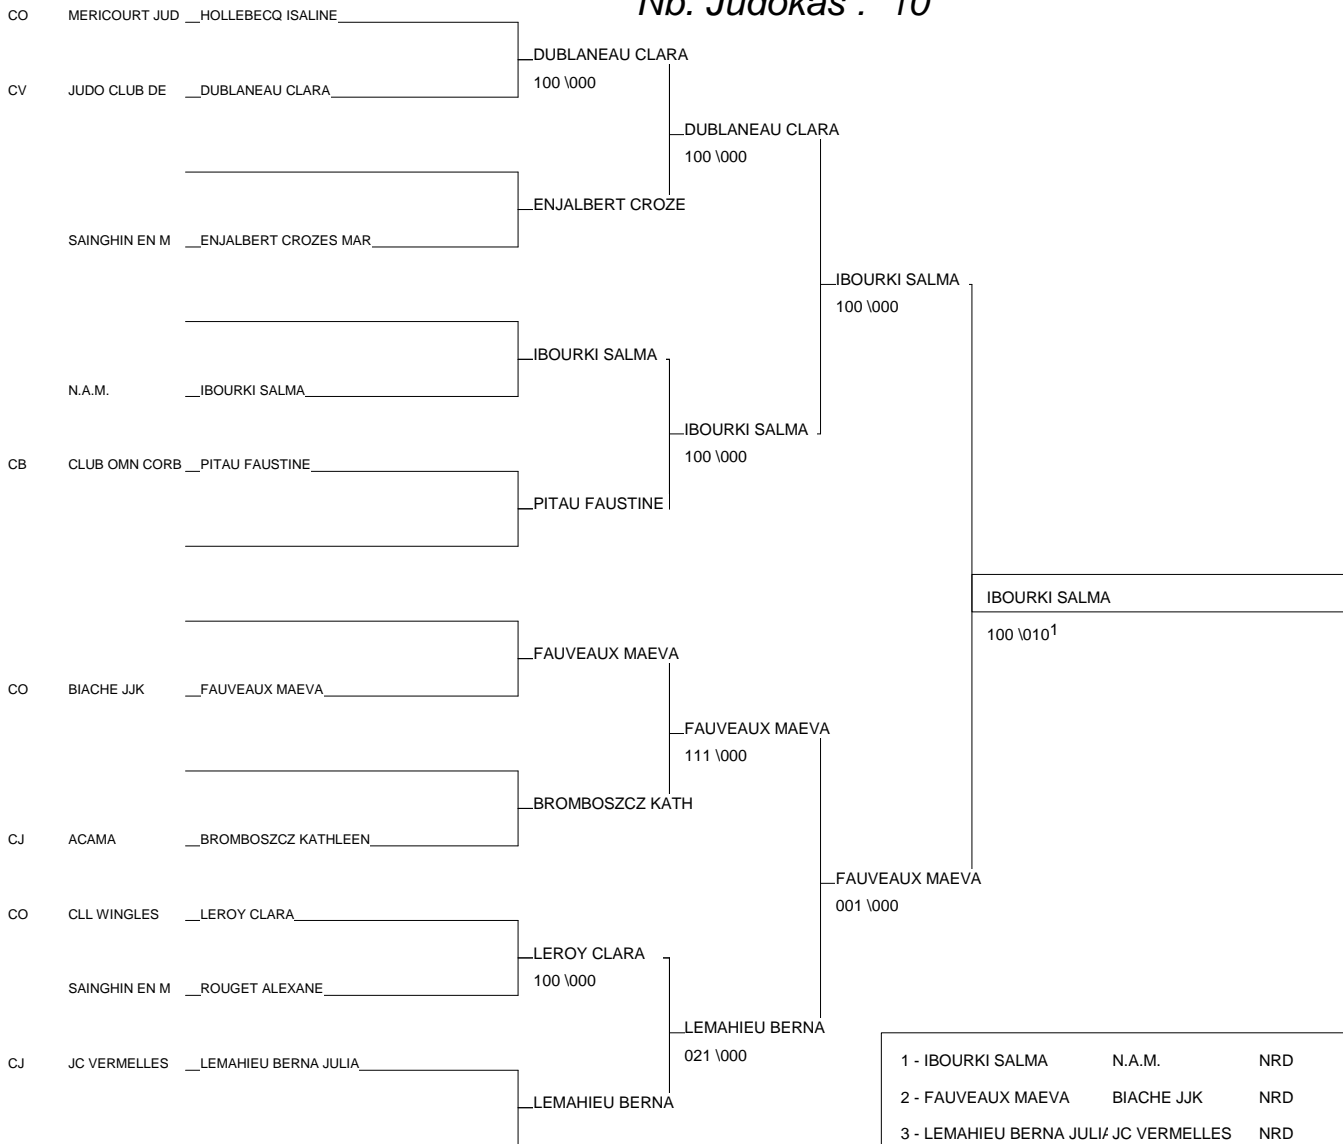 Nb. Judokas : 10
CO MERICOURT JUD HOLLEBECQ ISALINE
DUBLANEAU CLARA
100 \000
CV JUDO CLUB DE DUBLANEAU CLARA
DUBLANEAU CLARA
100 \000
ENJALBERT CROZE
SAINGHIN EN M ENJALBERT CROZES MAR
IBOURKI SALMA
100 \000
IBOURKI SALMA
N.A.M. IBOURKI SALMA
IBOURKI SALMA
100 \000
CB CLUB OMN CORB PITAU FAUSTINE
PITAU FAUSTINE
IBOURKI SALMA
100 \010 1
FAUVEAUX MAEVA
CO BIACHE JJK FAUVEAUX MAEVA
FAUVEAUX MAEVA
111 \000
BROMBOSZCZ KATH
CJ ACAMA BROMBOSZCZ KATHLEEN
FAUVEAUX MAEVA
001 \000
CO CLL WINGLES LEROY CLARA
LEROY CLARA
100 \000
SAINGHIN EN M ROUGET ALEXANE
LEMAHIEU BERNA
021 \000
CJ JC VERMELLES LEMAHIEU BERNA JULIA
LEMAHIEU BERNA
1 - IBOURKI SALMA N.A.M. NRD
2 - FAUVEAUX MAEVA BIACHE JJK NRD
3 - LEMAHIEU BERNA JULIA JC VERMELLES NRD